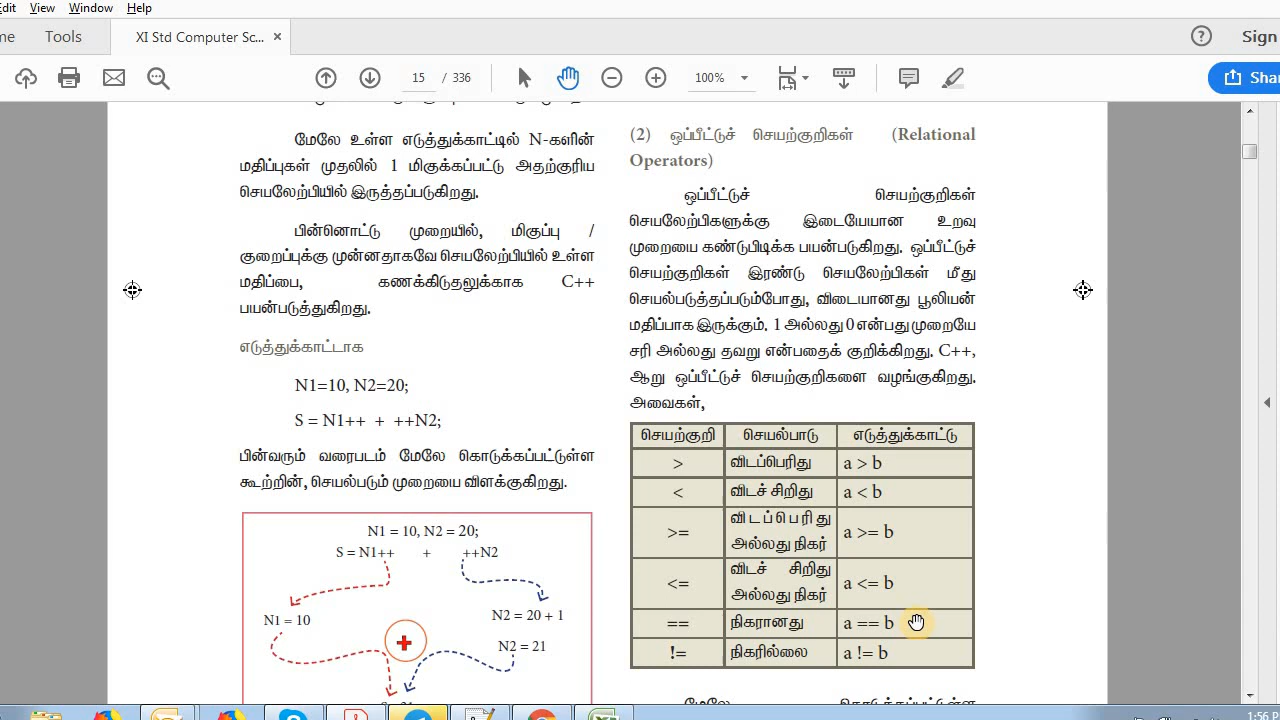 Edit View Window Help
Tools XI Std Computer Sc... × Sign
15 / 336 100%
மேலே உள்ள எடுத்துக்காட்டில் N-களின்
மதிப்புகள் முதலில் 1 மிகுக்கப்பட்டு அதற்குரிய
செயலேற்பியில் இருத்தப்படுகிறது.
பின்னொட்டு முறையில், மிகுப்பு /
குறைப்புக்கு முன்னதாகவே செயலேற்பியில் உள்ள
மதிப்பை, கணக்கிடுதலுக்காக C++
பயன்படுத்துகிறது.
எடுத்துக்காட்டாக
N1=10, N2=20;
S = N1++ + ++N2;
பின்வரும் வரைபடம் மேலே கொடுக்கப்பட்டுள்ள
கூற்றின், செயல்படும் முறையை விளக்குகிறது.
N1 = 10, N2 = 20;
S = N1++ + ++N2
N1 = 10
N2 = 20 + 1
N2 = 21
(2) ஒப்பீட்டுச் செயற்குறிகள் (Relational
Operators)
ஒப்பீட்டுச் செயற்குறிகள்
செயலேற்பிகளுக்கு இடையேயான உறவு
முறையை கண்டுபிடிக்க பயன்படுகிறது. ஒப்பீட்டுச்
செயற்குறிகள் இரண்டு செயலேற்பிகள் மீது
செயல்படுத்தப்படும்போது, விடையானது பூலியன்
மதிப்பாக இருக்கும். 1 அல்லது 0 என்பது முறையே
சரி அல்லது தவறு என்பதைக் குறிக்கிறது. C++,
ஆறு ஒப்பீட்டுச் செயற்குறிகளை வழங்குகிறது.
அவைகள்,
செயற்குறி செயல்பாடு எடுத்துக்காட்டு
> விடப்பெரிது a > b
< விடச் சிறிது a < b
>= விடப்பெரிது அல்லது நிகர் a >= b
<= விடச் சிறிது அல்லது நிகர் a <= b
== நிகரானது a == b
!= நிகரில்லை a != b
மேலே கொடுக்கப்பட்டுள்ள
1:56 P